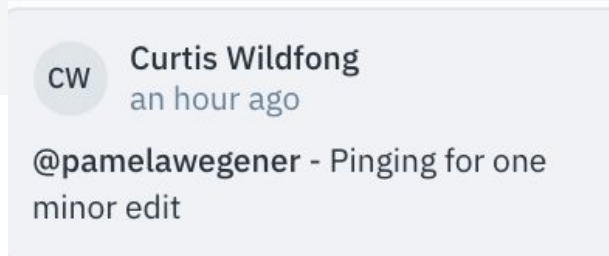 CW
Curtis Wildfong
an hour ago
@pamelawegener - Pinging for one
minor edit